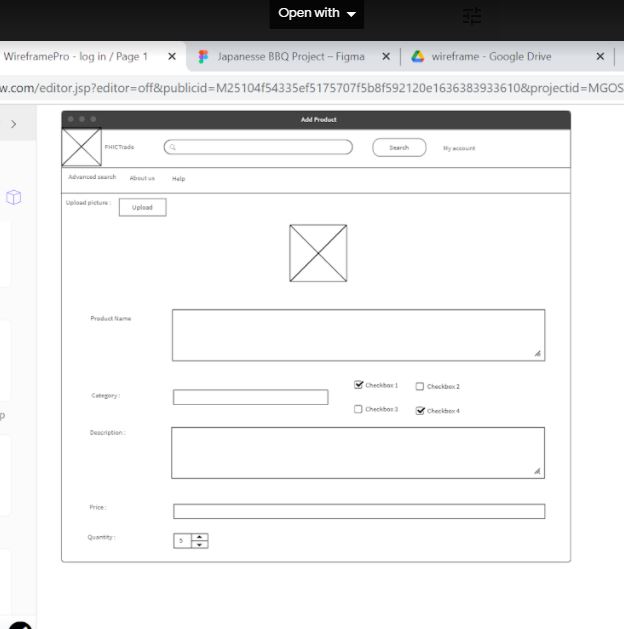 Open with
WireframePro - log in / Page 1
Japanesse BBQ Project – Figma
wireframe - Google Drive
w.com/editor.jsp?editor=off&publicid=M25104f54335ef5175707f5b8f592120e1636383933610&projectid=MGOS
Add Product
FHICTrade
Search
My account
Advanced search
About us
Help
Upload picture :
Upload
Product Name
Checkbox 1
Checkbox 2
Category :
Checkbox 3
Checkbox 4
Description :
Price :
Quantity :
5
p